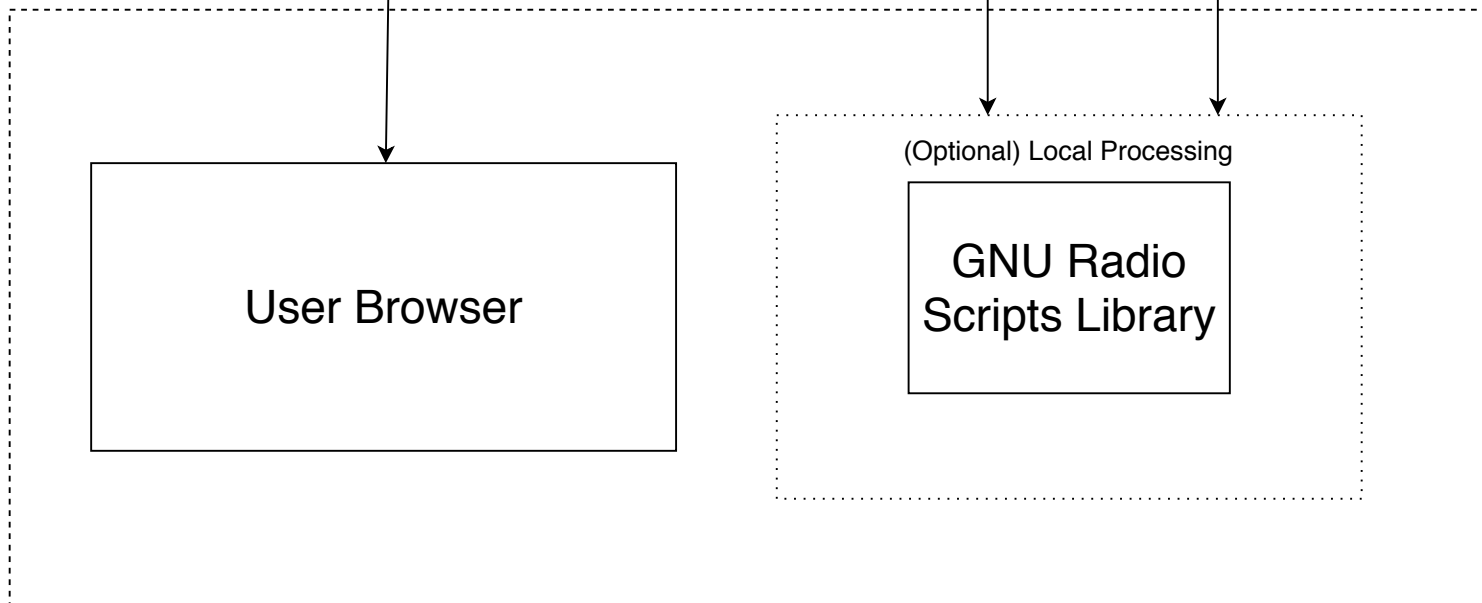 User Browser
(Optional) Local Processing
GNU Radio
Scripts Library